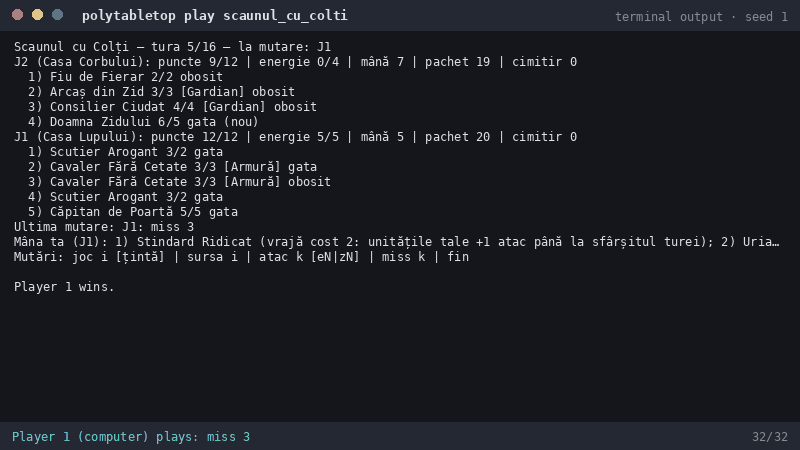 polytabletop play scaunul_cu_colti
terminal output · seed 1
Scaunul cu Colți — tura 5/16 — la mutare: J1
J2 (Casa Corbului): puncte 9/12 | energie 0/4 | mână 7 | pachet 19 | cimitir 0
1) Fiu de Fierar 2/2 obosit
2) Arcaș din Zid 3/3 [Gardian] obosit
3) Consilier Ciudat 4/4 [Gardian] obosit
4) Doamna Zidului 6/5 gata (nou)
J1 (Casa Lupului): puncte 12/12 | energie 5/5 | mână 5 | pachet 20 | cimitir 0
1) Scutier Arogant 3/2 gata
2) Cavaler Fără Cetate 3/3 [Armură] gata
3) Cavaler Fără Cetate 3/3 [Armură] obosit
4) Scutier Arogant 3/2 gata
5) Căpitan de Poartă 5/5 gata
Ultima mutare: J1: miss 3
Mâna ta (J1): 1) Stindard Ridicat (vrajă cost 2: unitățile tale +1 atac până la sfârșitul turei); 2) Uria…
Mutări: joc i [țintă] | sursa i | atac k [eN|zN] | miss k | fin
Player 1 wins.
Player 1 (computer) plays: miss 3
32/32